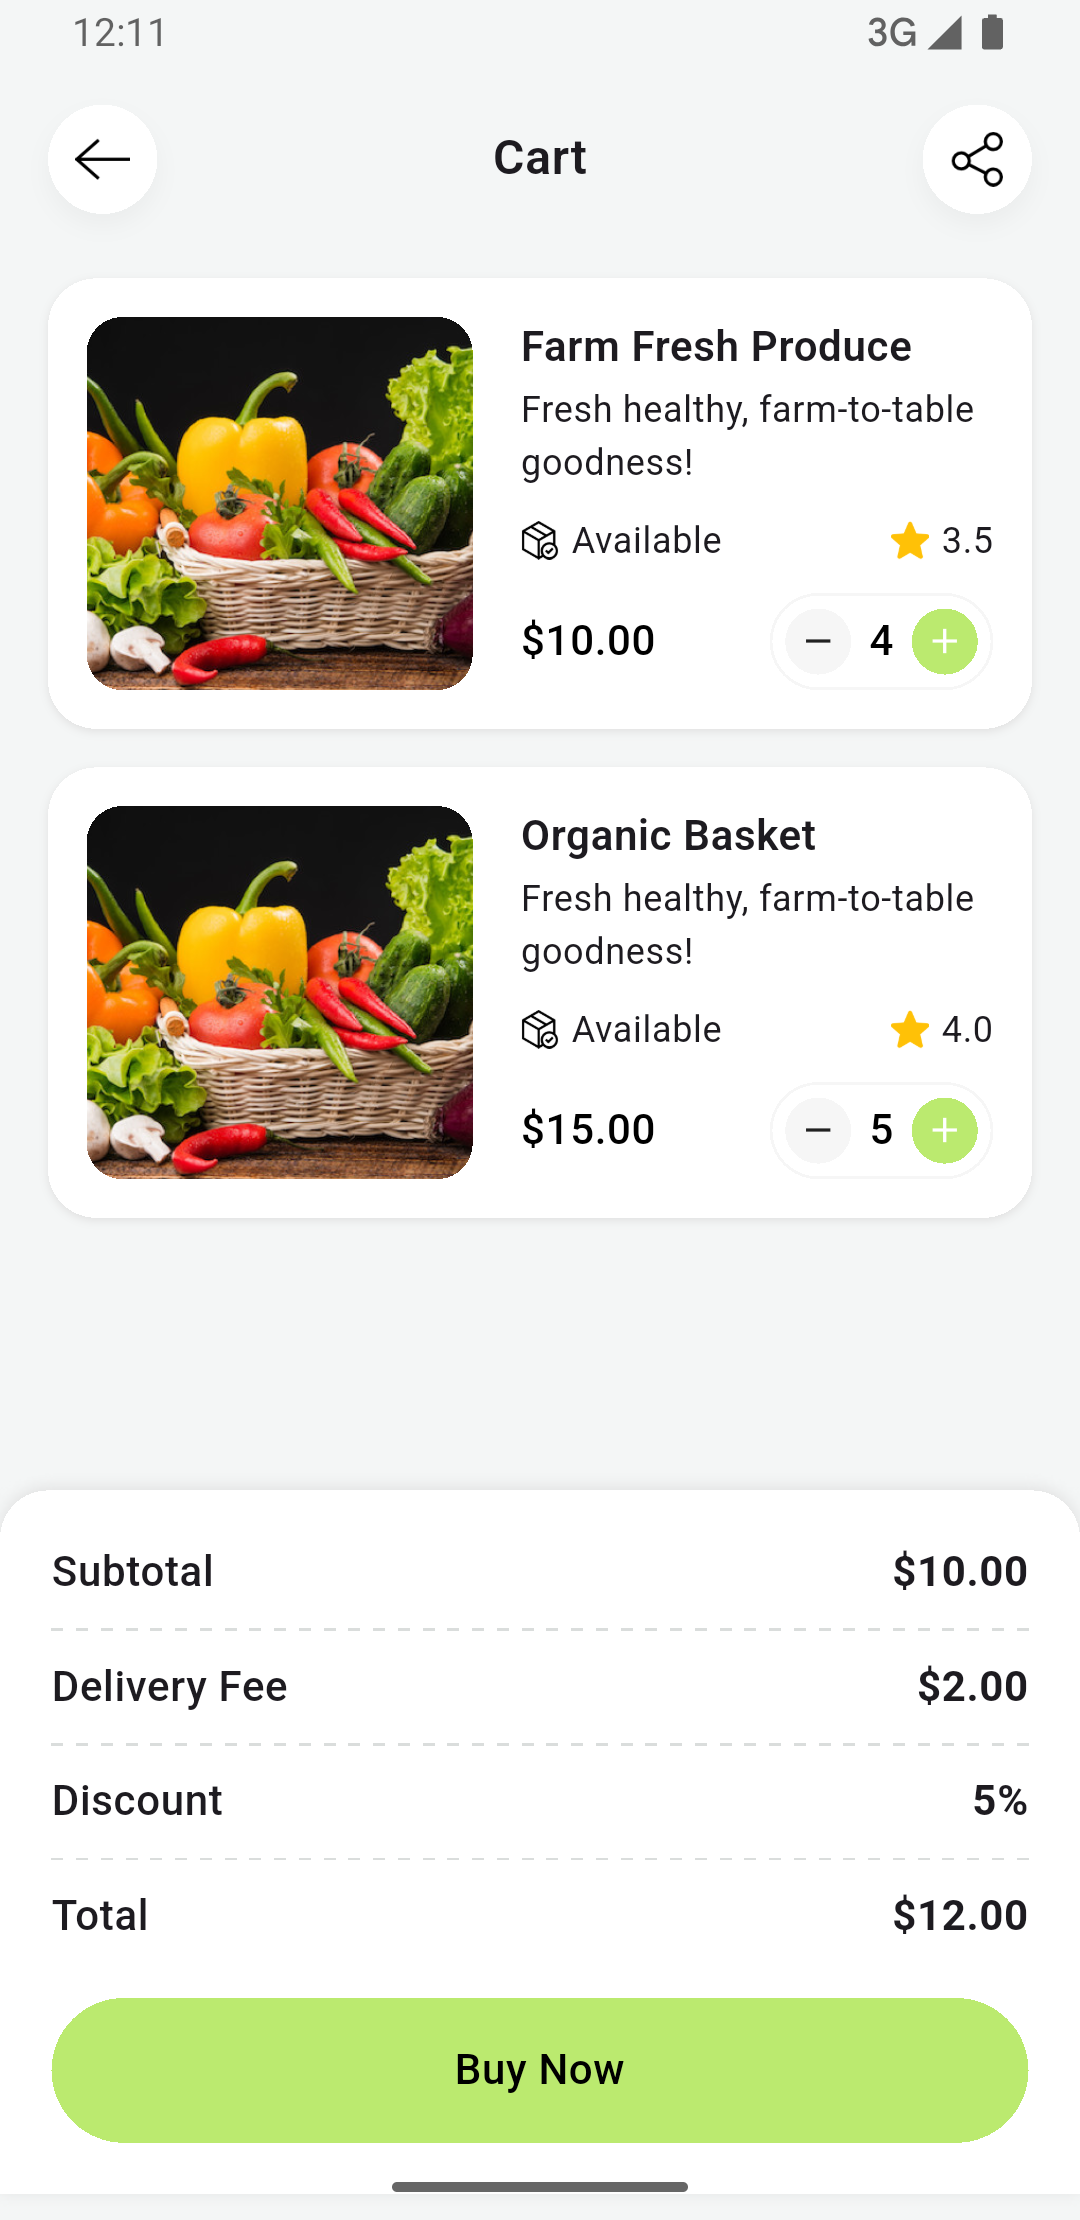 12:11
3G
Cart
Farm Fresh Produce
Fresh healthy, farm-to-table
goodness!
Available
3.5
$10.00
4
Organic Basket
Fresh healthy, farm-to-table
goodness!
Available
4.0
$15.00
5
Subtotal
$10.00
Delivery Fee
$2.00
Discount
5%
Total
$12.00
Buy Now